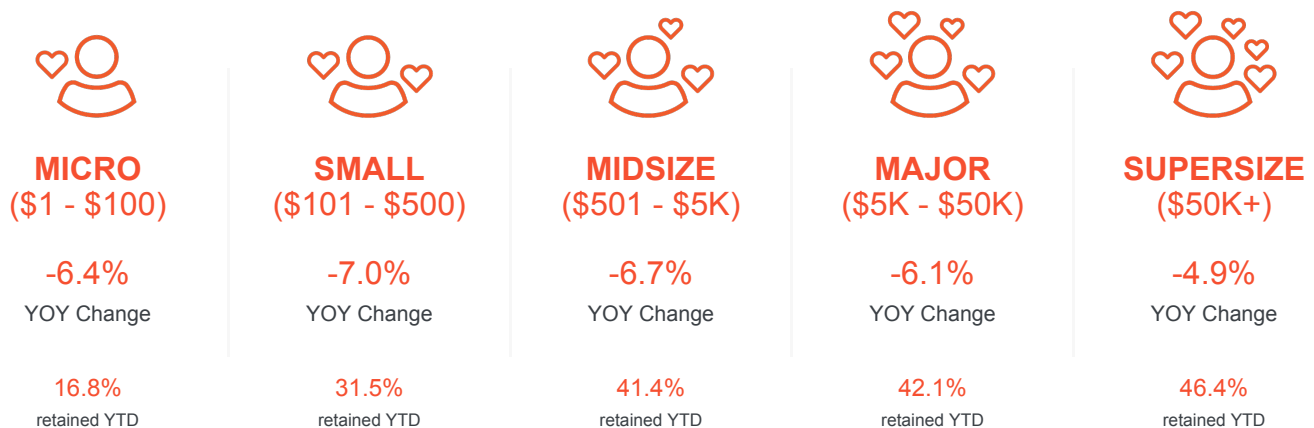 MICRO
($1 - $100)
-6.4%
YOY Change
16.8%
retained YTD
SMALL
($101 - $500)
-7.0%
YOY Change
31.5%
retained YTD
MIDSIZE
($501 - $5K)
-6.7%
YOY Change
41.4%
retained YTD
MAJOR
($5K - $50K)
-6.1%
YOY Change
42.1%
retained YTD
SUPERSIZE
($50K+)
-4.9%
YOY Change
46.4%
retained YTD